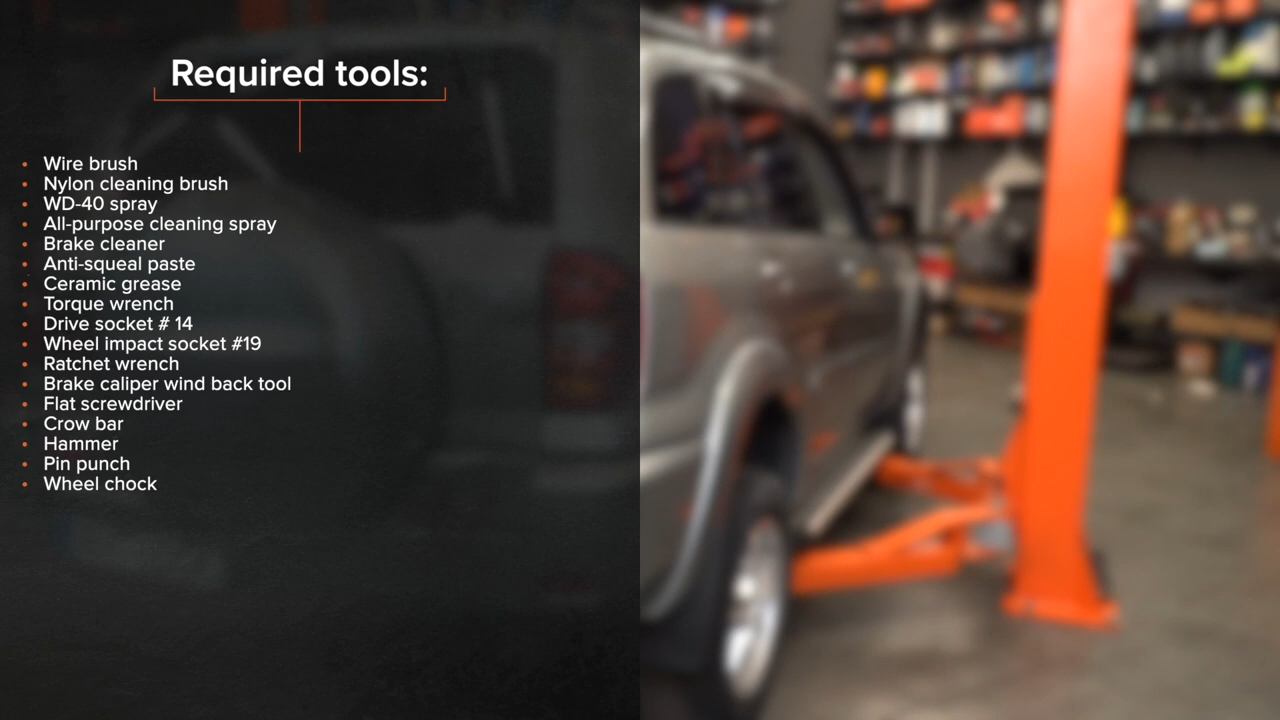 Required tools:
Wire brush
Nylon cleaning brush
WD-40 spray
All-purpose cleaning spray
Brake cleaner
Anti-squeal paste
Ceramic grease
Torque wrench
Drive socket # 14
Wheel impact socket #19
Ratchet wrench
Brake caliper wind back tool
Flat screwdriver
Crow bar
Hammer
Pin punch
Wheel chock